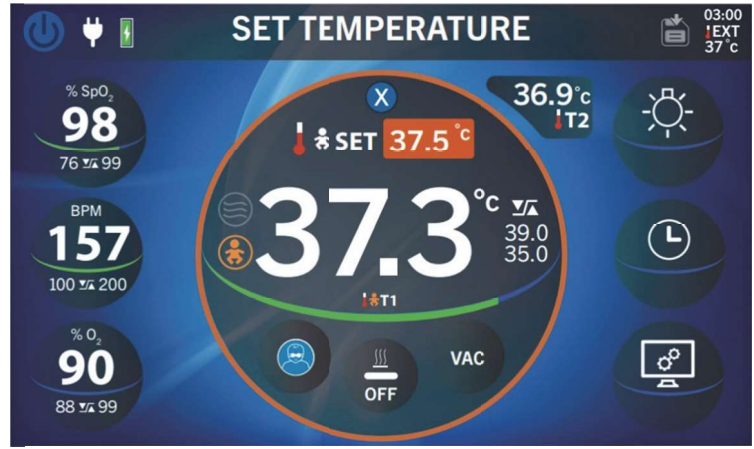 SET TEMPERATURE
03:00
EXT
37°c
% SpO₂
98
76 99
BPM
157
100 200
% O₂
90
88 99
X
SET 37.5 °c
37.3 °c
39.0
35.0
T1
36.9°c
T2
OFF
VAC